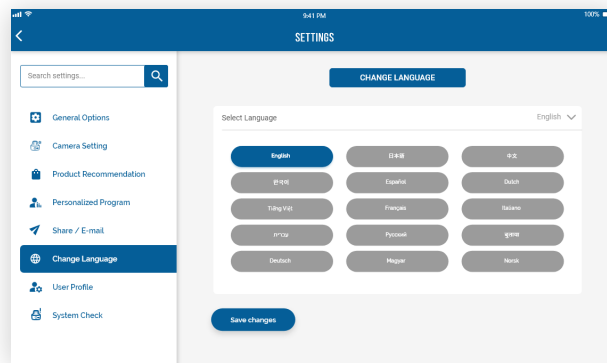 9:41 PM
100%
SETTINGS
Search settings...
General Options
Camera Setting
Product Recommendation
Personalized Program
Share / E-mail
Change Language
User Profile
System Check
CHANGE LANGUAGE
Select Language
English
English
日本語
中文
한국어
Español
Dutch
Tiếng Việt
Français
Italiano
עברית
Русский
Deutsch
Magyar
Norsk
Save changes